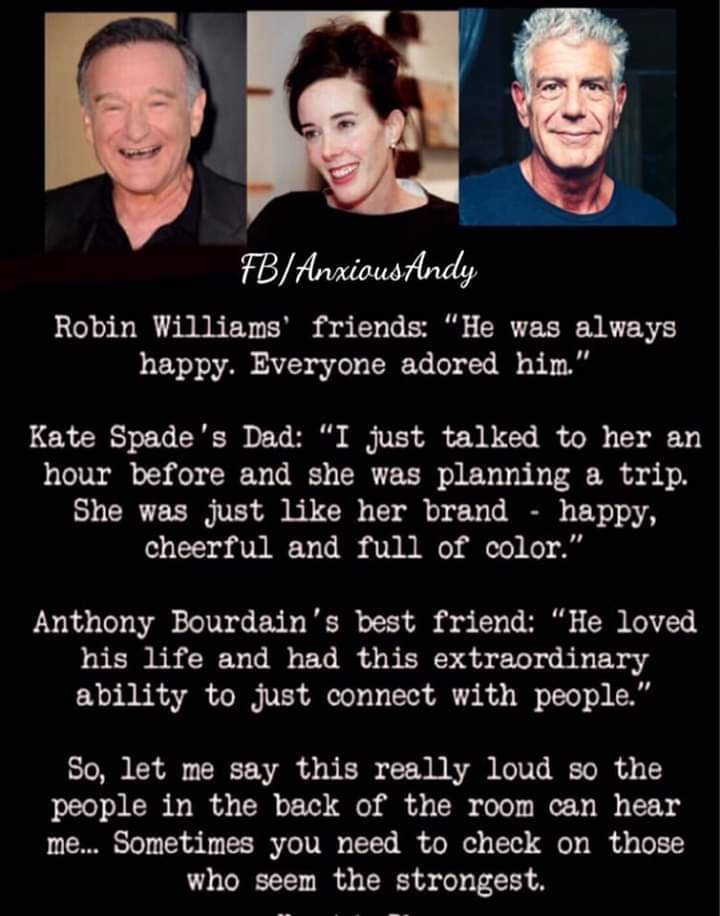 FB/AnxiousAndy
Robin Williams' friends: "He was always
happy. Everyone adored him."
Kate Spade's Dad: "I just talked to her an
hour before and she was planning a trip.
She was just like her brand - happy,
cheerful and full of color."
Anthony Bourdain's best friend: "He loved
his life and had this extraordinary
ability to just connect with people."
So, let me say this really loud so the
people in the back of the room can hear
me... Sometimes you need to check on those
who seem the strongest.